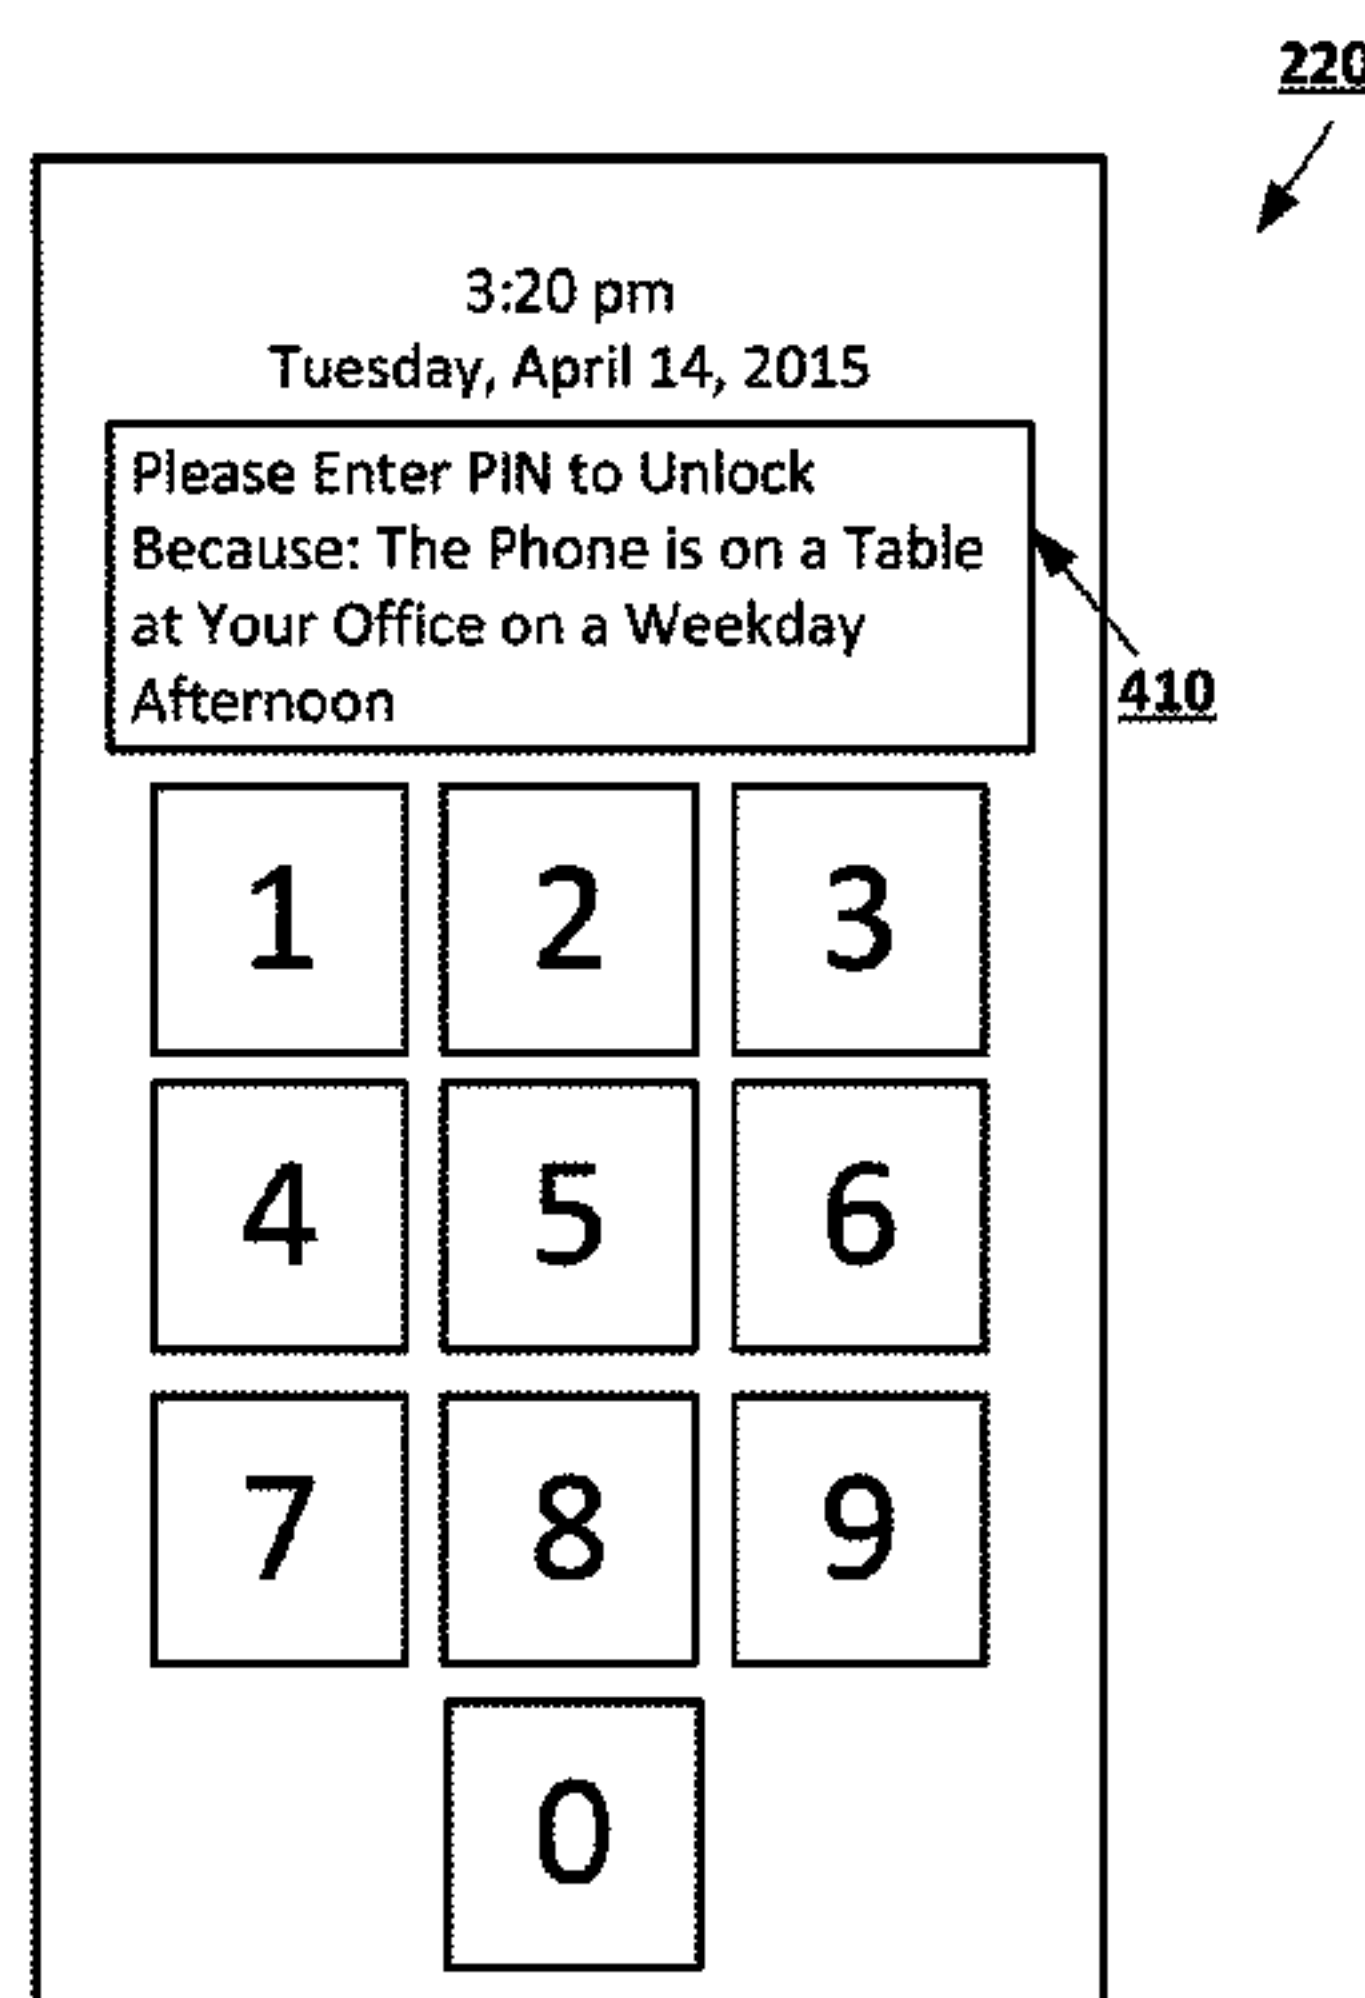 220
3:20 pm
Tuesday, April 14, 2015
Please Enter PIN to Unlock
Because: The Phone is on a Table
at Your Office on a Weekday
Afternoon
410
1 2 3
4 5 6
7 8 9
0